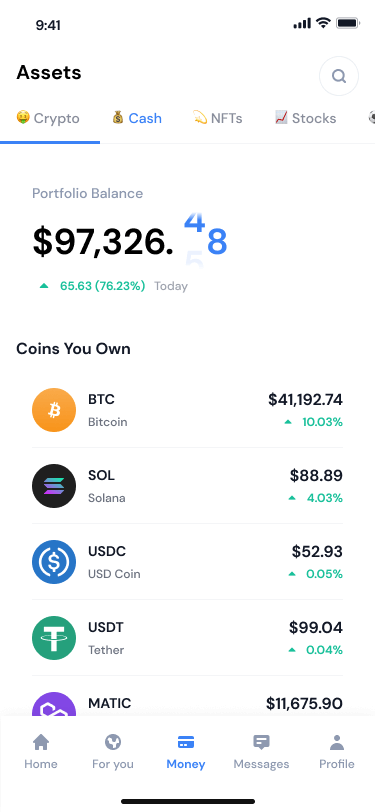 9:41
Assets
Crypto Cash NFTs Stocks
Portfolio Balance
$97,326.48
5
65.63 (76.23%) Today
Coins You Own
BTC $41,192.74
Bitcoin 10.03%
SOL $88.89
Solana 4.03%
USDC $52.93
USD Coin 0.05%
USDT $99.04
Tether 0.04%
MATIC $11,675.90
Home For you Money Messages Profile